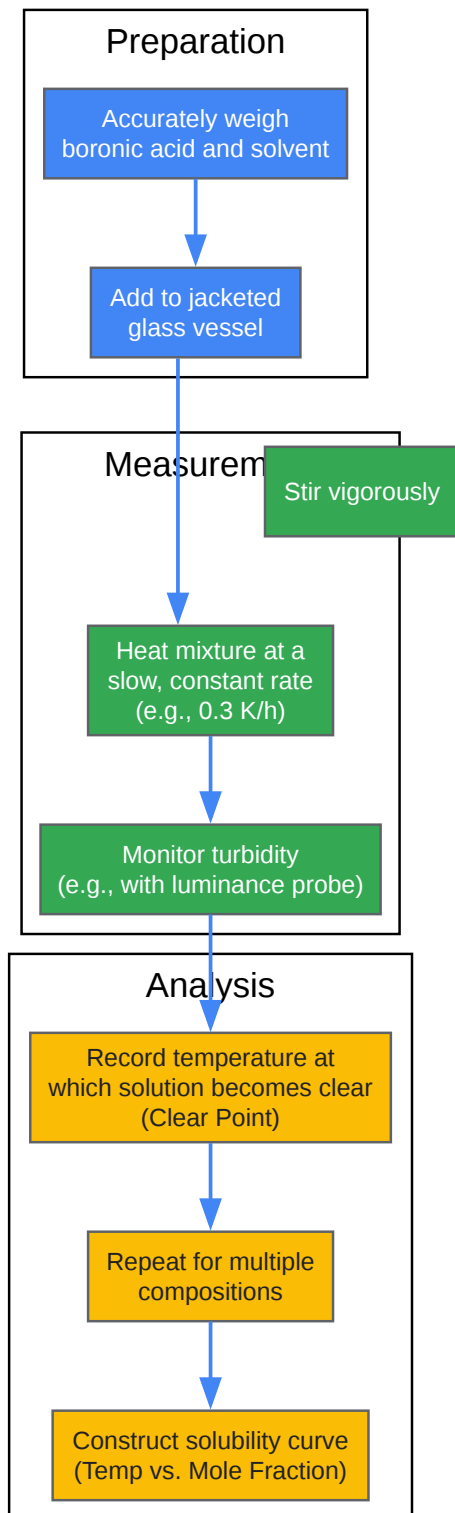 Preparation
Accurately weigh
boronic acid and solvent
Add to jacketed
glass vessel
Measurem
Stir vigorously
Heat mixture at a
slow, constant rate
(e.g., 0.3 K/h)
Monitor turbidity
(e.g., with luminance probe)
Analysis
Record temperature at
which solution becomes clear
(Clear Point)
Repeat for multiple
compositions
Construct solubility curve
(Temp vs. Mole Fraction)